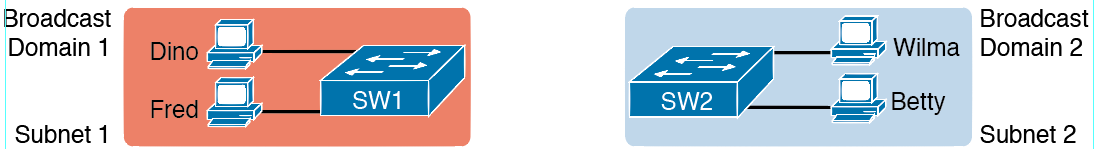 Broadcast
Domain 1
Dino
Fred
SW1
Subnet 1
Broadcast
Domain 2
Wilma
Betty
SW2
Subnet 2